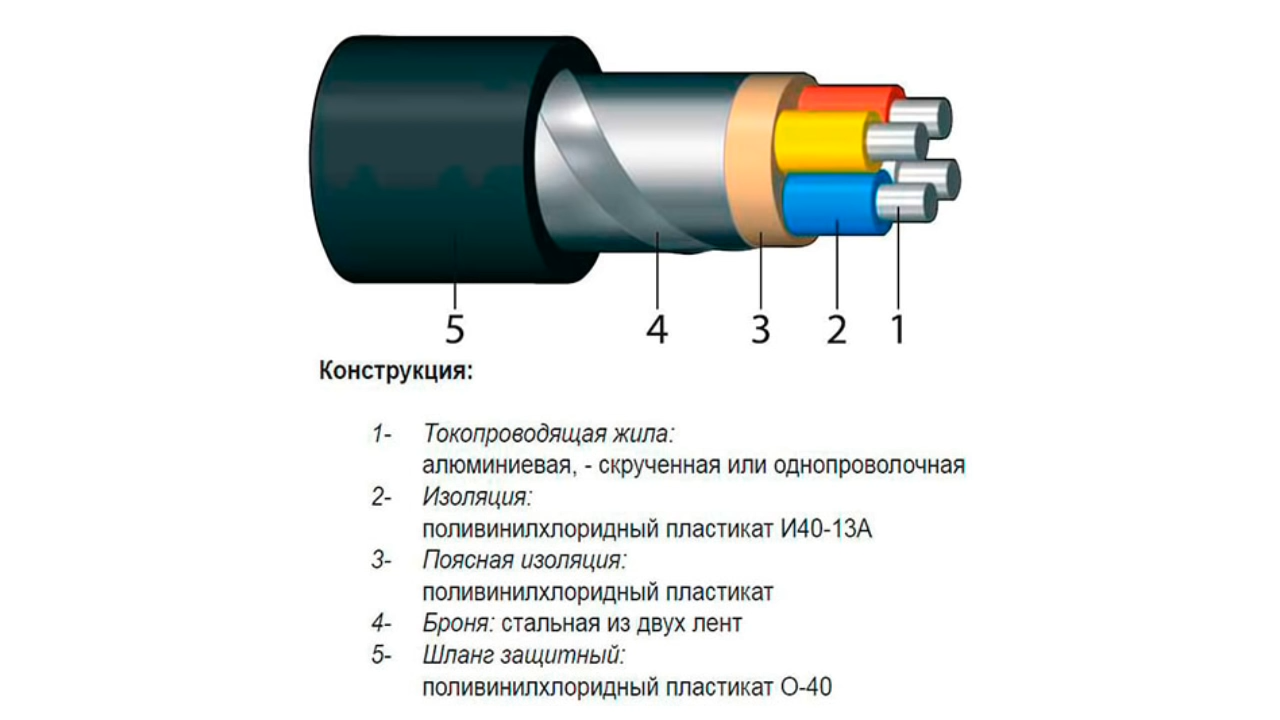 5 4 3 2 1
Конструкция:
1- Токопроводящая жила:
алюминиевая, - скрученная или однопроволочная
2- Изоляция:
поливинилхлоридный пластикат И40-13А
3- Поясная изоляция:
поливинилхлоридный пластикат
4- Броня: стальная из двух лент
5- Шланг защитный:
поливинилхлоридный пластикат О-40